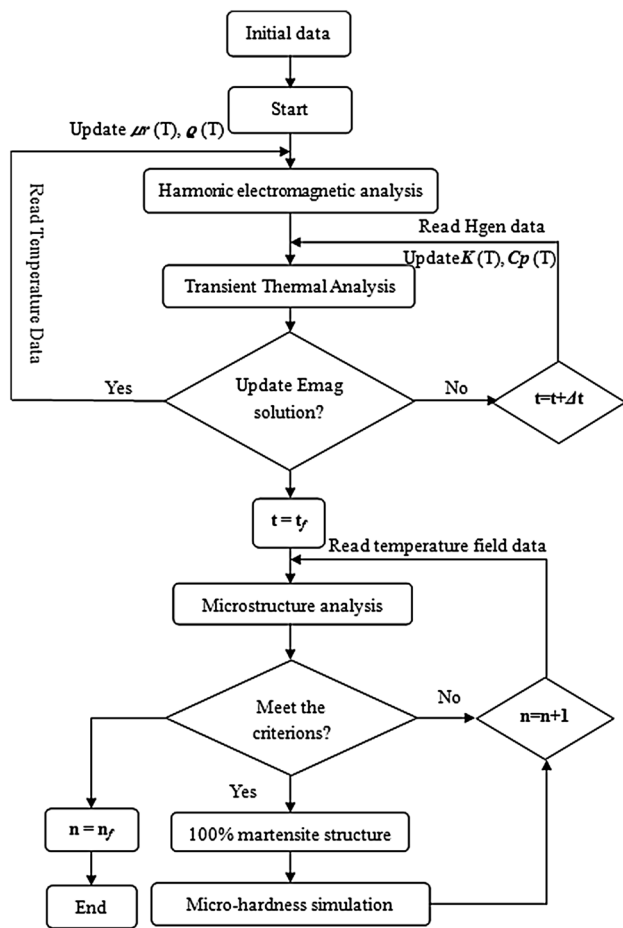 Initial data
Start
Update μr (T), ϱ (T)
Read Temperature Data
Harmonic electromagnetic analysis
Read Hgen data
Update K (T), Cp (T)
Transient Thermal Analysis
Yes
Update Emag
solution?
No
t=t+Δt
t = tf
Read temperature field data
Microstructure analysis
Meet the
criterions?
No
n=n+1
Yes
n = nf
100% martensite structure
End
Micro-hardness simulation